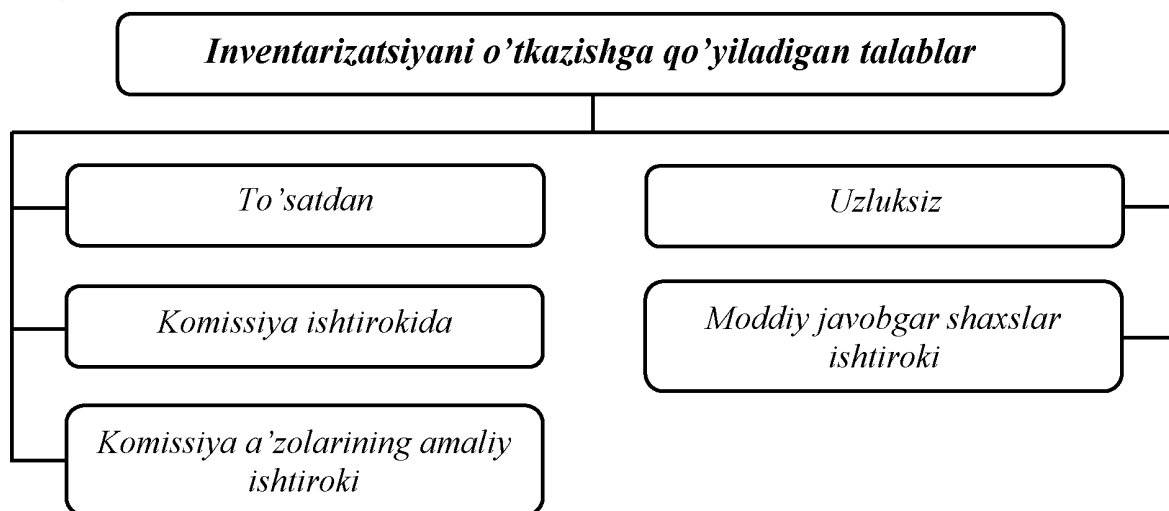 Inventarizatsiyani o’tkazishga qo’yiladigan talablar
To’satdan
Uzluksiz
Komissiya ishtirokida
Moddiy javobgar shaxslar
ishtiroki
Komissiya a’zolarining amaliy
ishtiroki